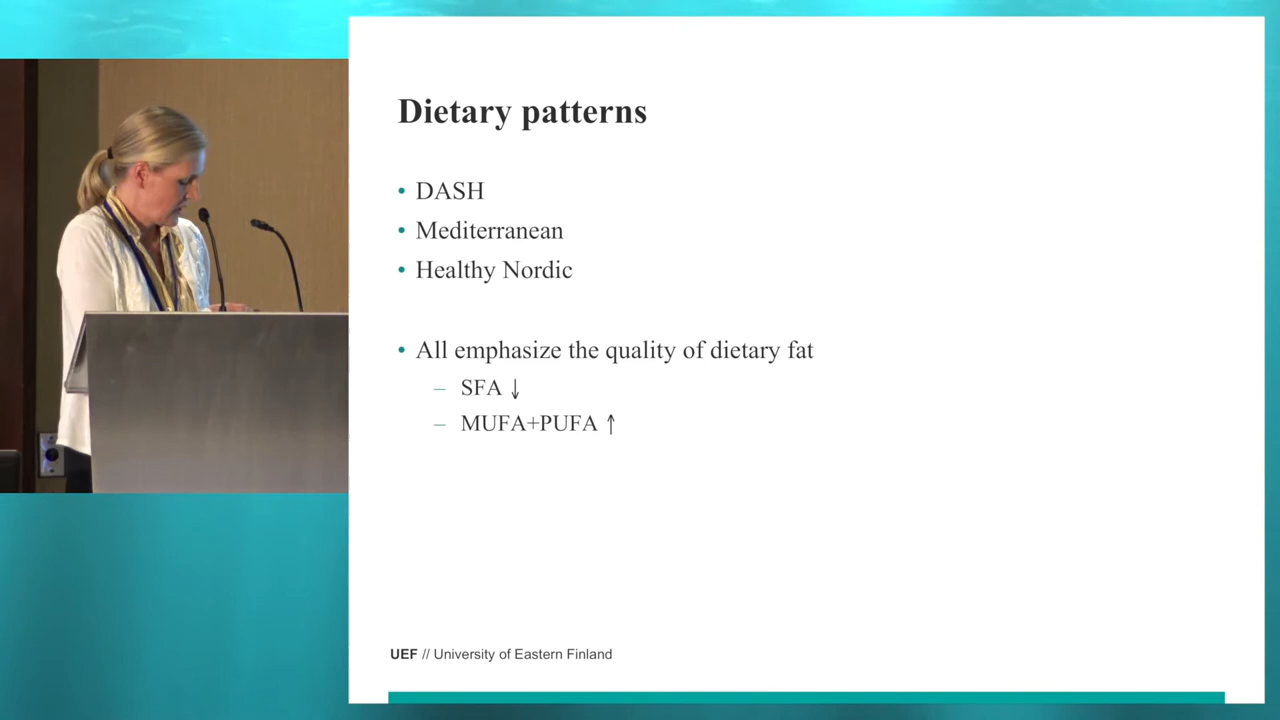 Dietary patterns
• DASH
• Mediterranean
• Healthy Nordic
• All emphasize the quality of dietary fat
– SFA ↓
– MUFA+PUFA ↑
UEF // University of Eastern Finland